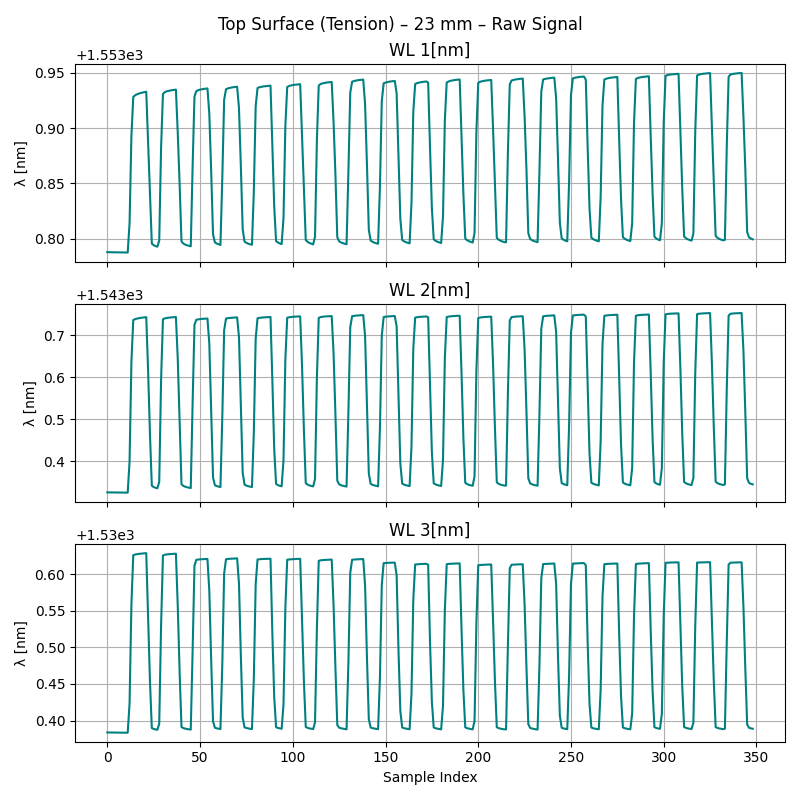 Top Surface (Tension) – 23 mm – Raw Signal
WL 1[nm]
+1.553e3
0.95
0.90
0.85
0.80
λ [nm]
WL 2[nm]
+1.543e3
0.7
0.6
0.5
0.4
λ [nm]
WL 3[nm]
+1.53e3
0.60
0.55
0.50
0.45
0.40
λ [nm]
0 50 100 150 200 250 300 350
Sample Index